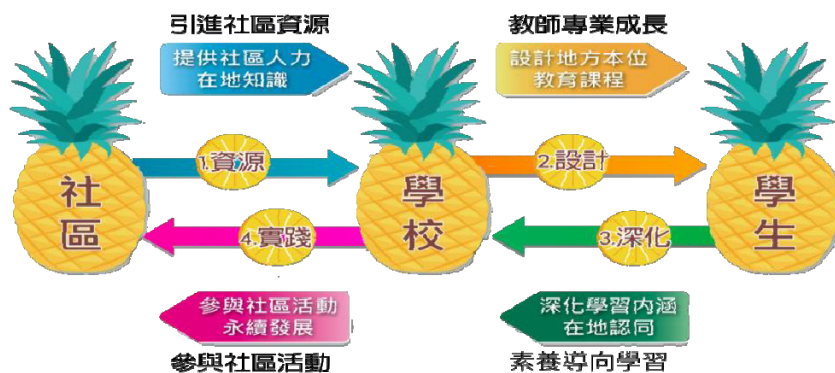 引進社區資源
教師專業成長
提供社區人力
在地知識
設計地方本位
教育課程
1.資源
2.設計
社區
學校
學生
4.實踐
3.深化
參與社區活動
永續發展
深化學習內涵
在地認同
參與社區活動
素養導向學習